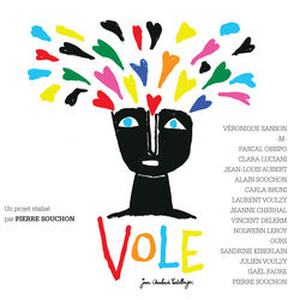 VÉRONIQUE SANSON
-M-
PASCAL OBISPO
CLARA LUCIANI
JEAN-LOUIS AUBERT
ALAIN SOUCHON
CARLA BRUNI
LAURENT VOULZY
JEANNE CHERHAL
VINCENT DELERM
NOLWENN LEROY
OURS
SANDRINE KIBERLAIN
JULIEN VOULZY
GAËL FAURE
PIERRE SOUCHON
Un projet réalisé
par PIERRE SOUCHON
VOLE